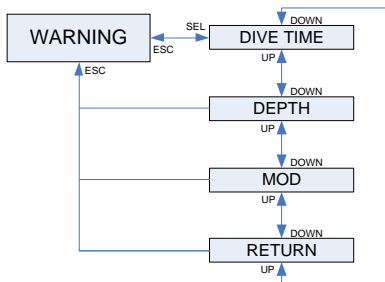 DOWN
SEL
WARNING
DIVE TIME
ESC
UP
ESC
DOWN
DEPTH
UP
DOWN
MOD
UP
DOWN
RETURN
UP